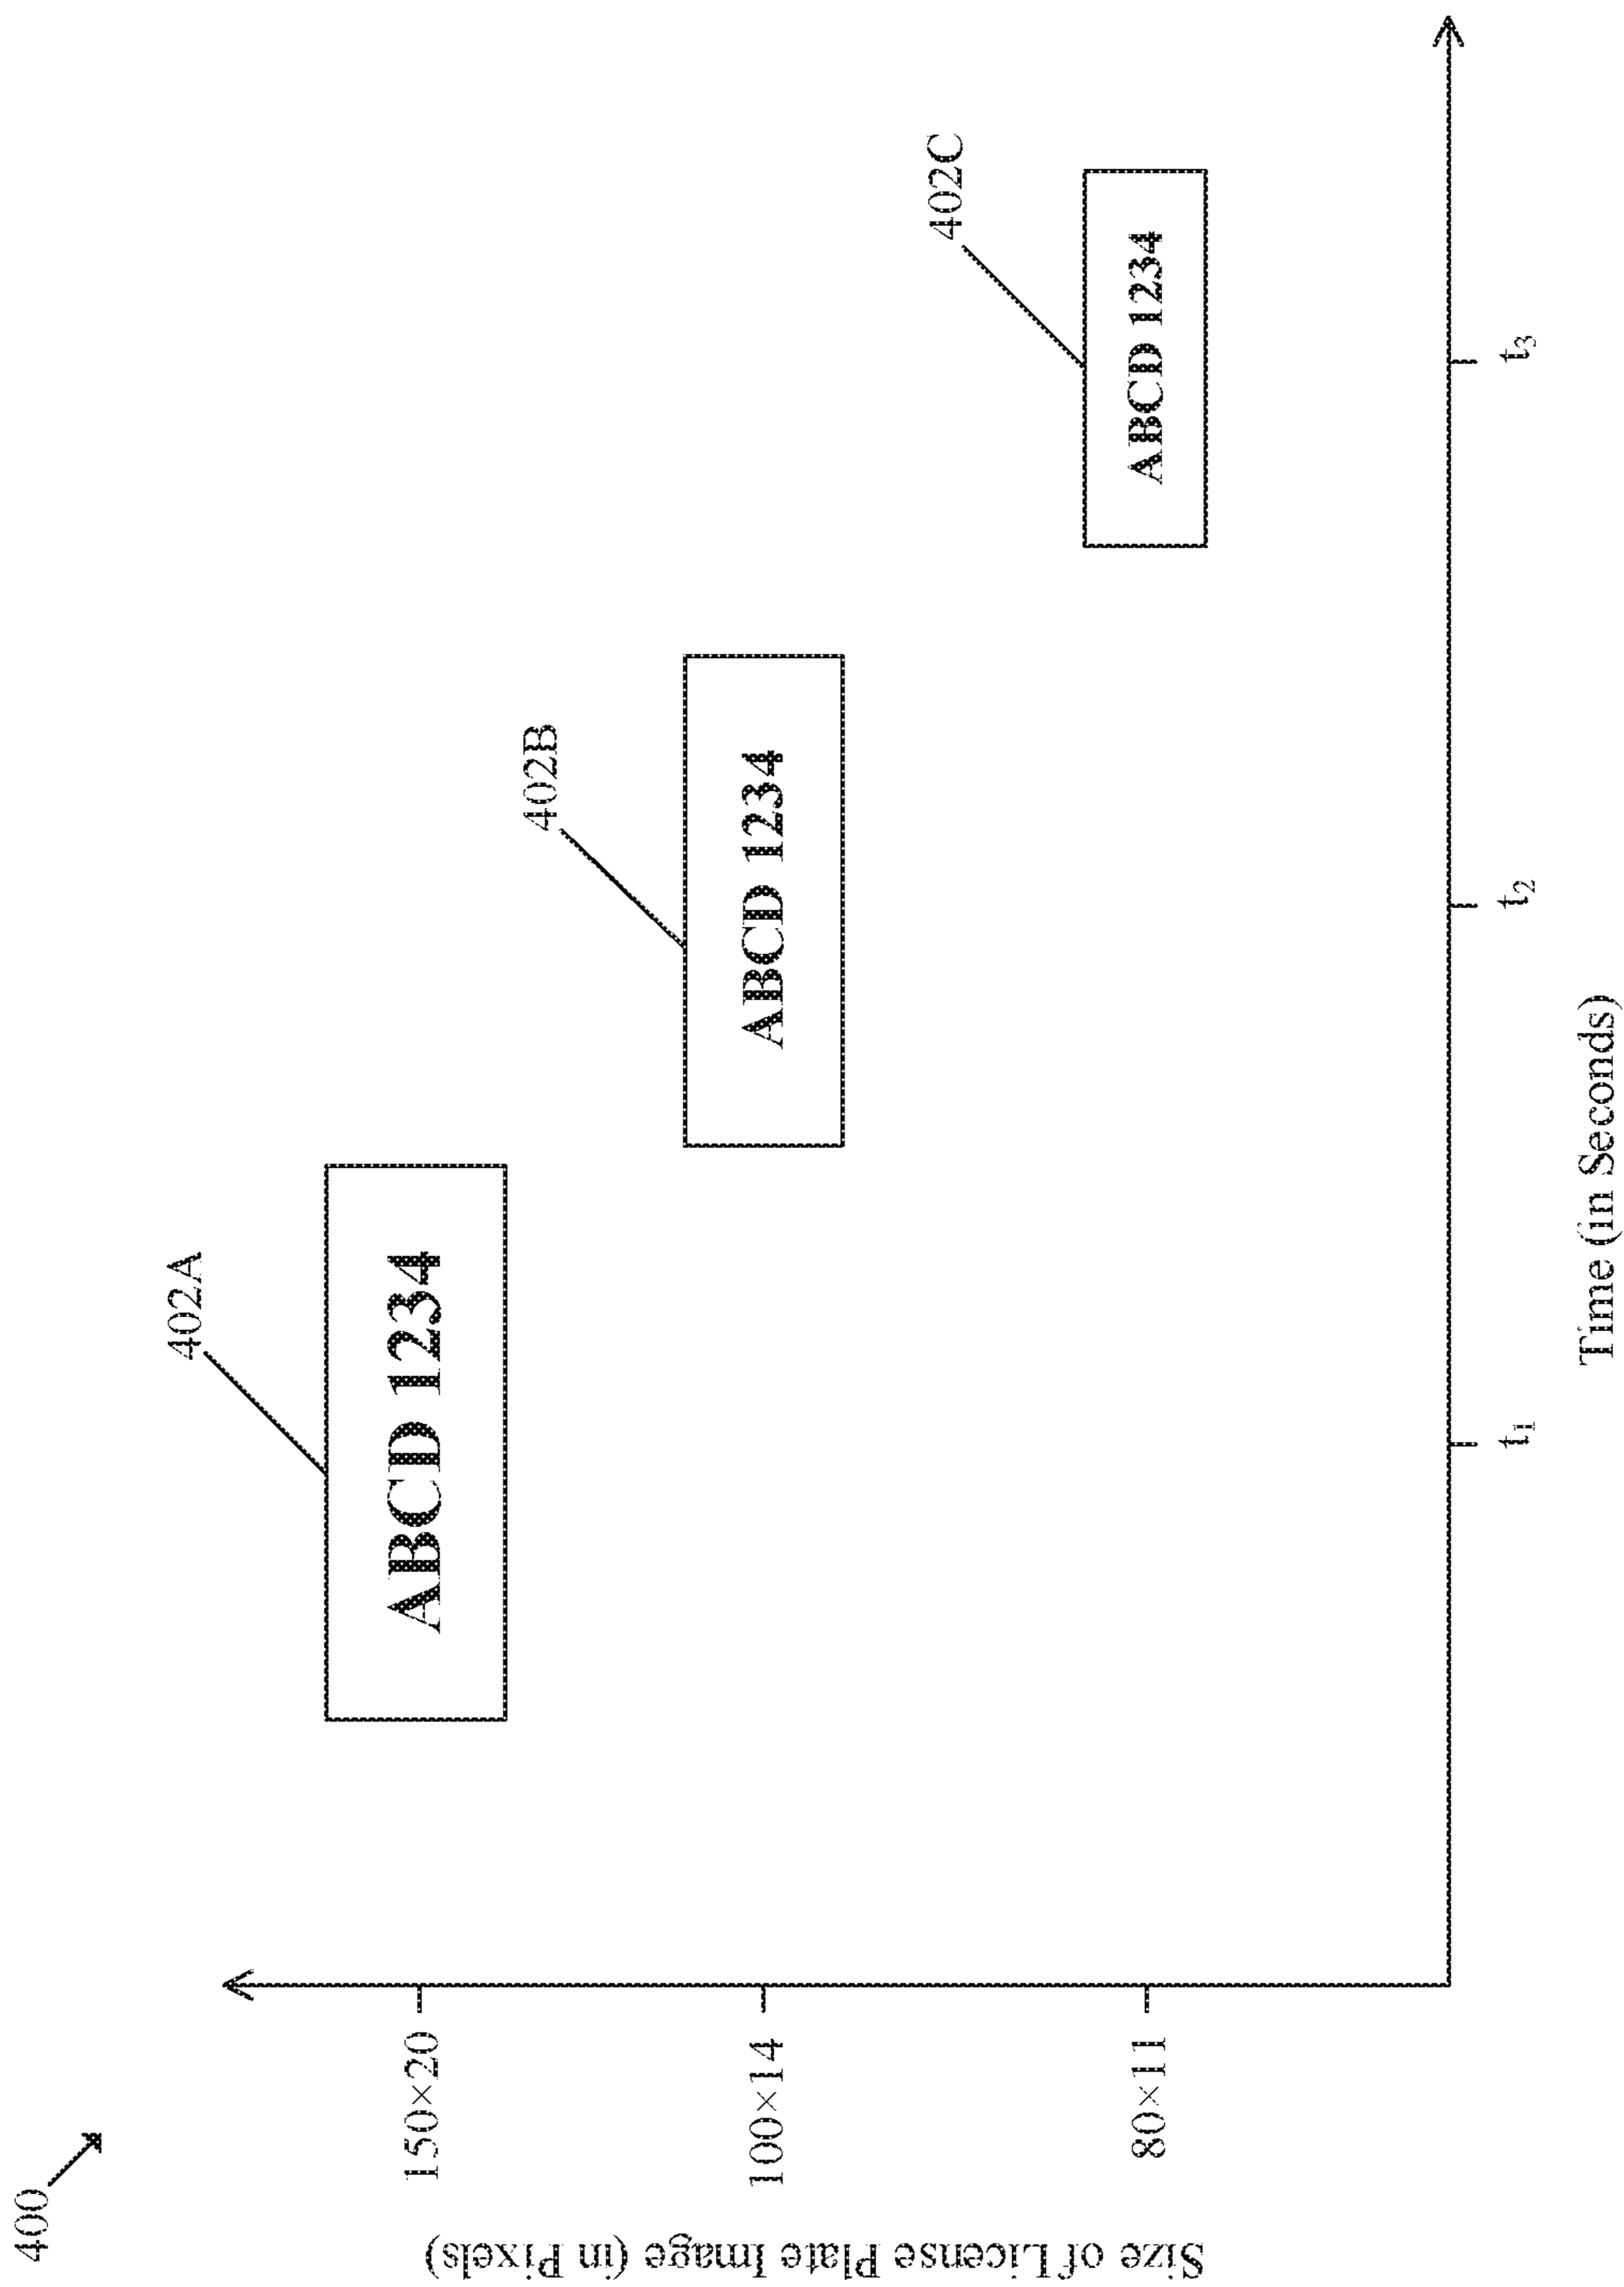 400
Size of License Plate Image (in Pixels)
150×20
100×14
80×11
402A
ABCD 1234
402B
ABCD 1234
402C
ABCD 1234
t₁
t₂
t₃
Time (in Seconds)